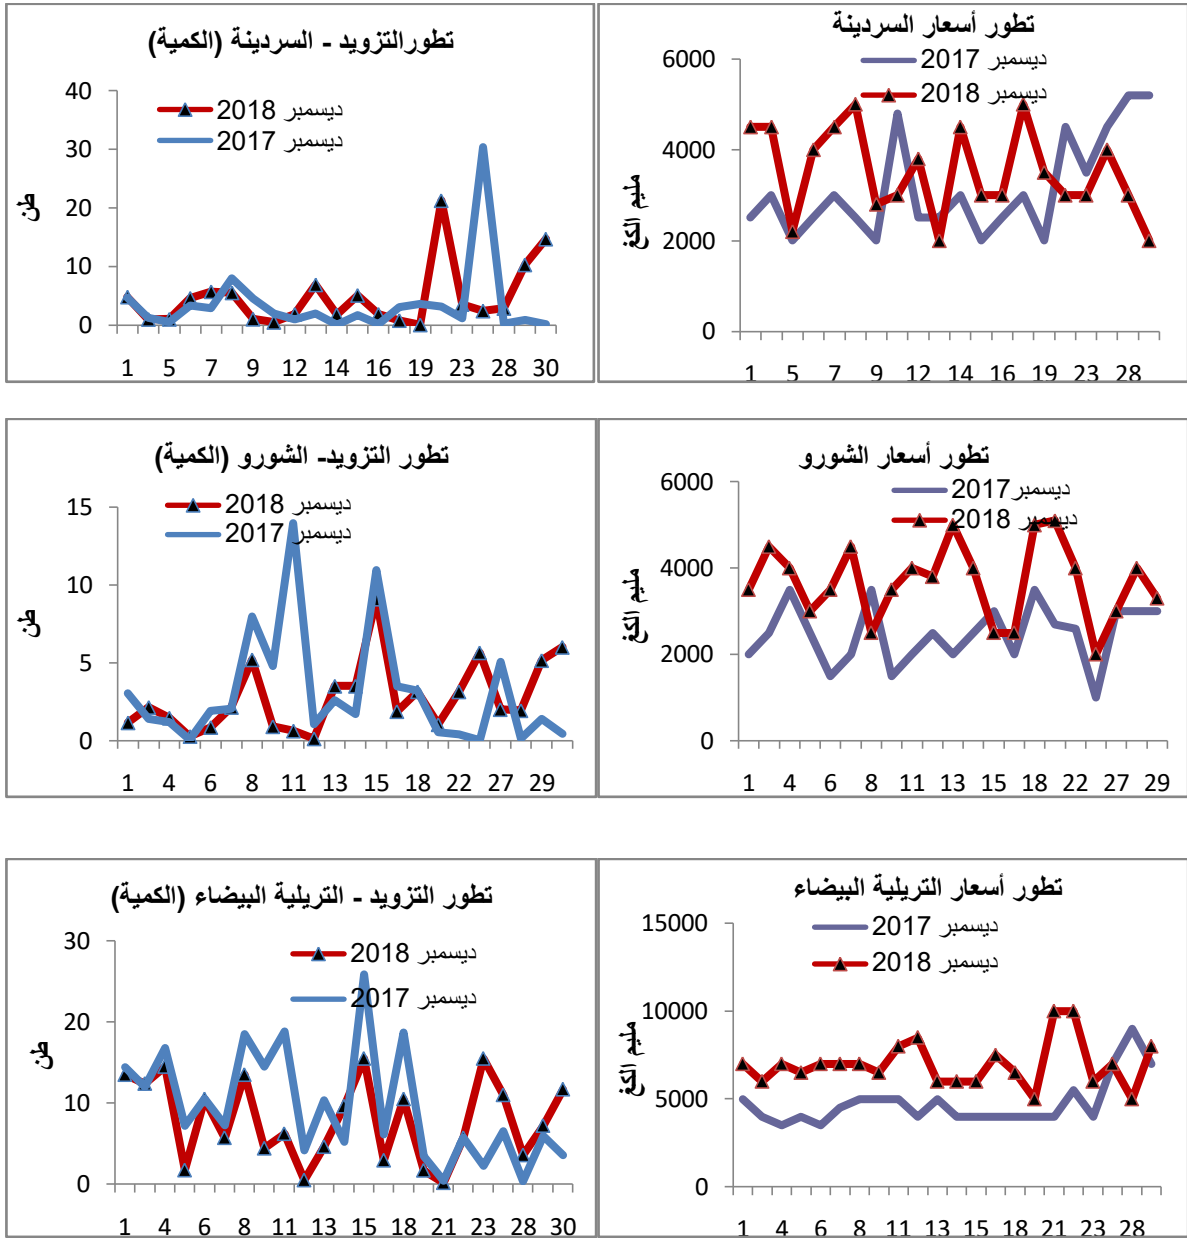 تطورالتزويد - السردينة (الكمية)
ديسمبر 2018
ديسمبر 2017
طن
40
30
20
10
0
1 5 7 9 12 14 16 19 23 28 30
تطور أسعار السردينة
ديسمبر 2017
ديسمبر 2018
مليم الكغ
6000
4000
2000
0
1 5 7 9 12 14 16 19 23 28
تطور التزويد- الشورو (الكمية)
ديسمبر 2018
ديسمبر 2017
طن
15
10
5
0
1 4 6 8 11 13 15 18 22 27 29
تطور أسعار الشورو
ديسمبر2017
ديسمبر 2018
مليم الكغ
6000
4000
2000
0
1 4 6 8 11 13 15 18 22 27 29
تطور التزويد - التريلية البيضاء (الكمية)
ديسمبر 2018
ديسمبر 2017
طن
30
20
10
0
1 4 6 8 11 13 15 18 21 23 28 30
تطور أسعار التريلية البيضاء
ديسمبر 2017
ديسمبر 2018
مليم الكغ
15000
10000
5000
0
1 4 6 8 11 13 15 18 21 23 28